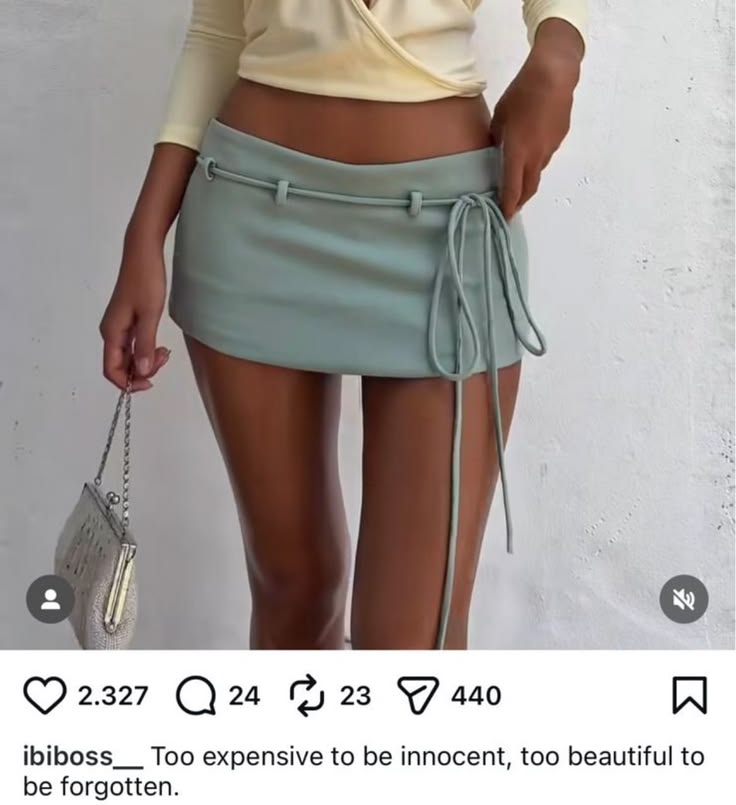 2.327 24 23 440
ibiboss__ Too expensive to be innocent, too beautiful to
be forgotten.